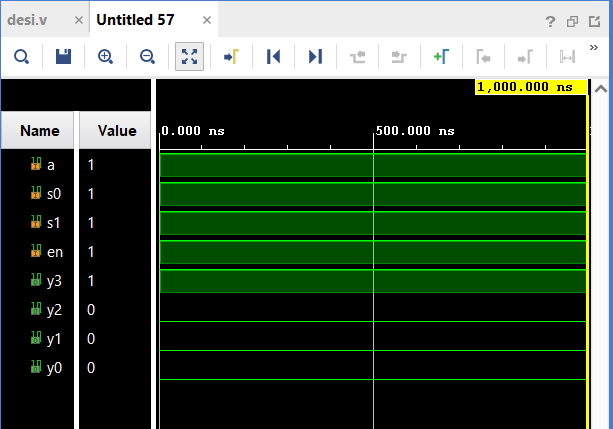 desi.v × Untitled 57 × ?
»
1,000.000 ns
Name Value 0.000 ns 500.000 ns
a 1
s0 1
s1 1
en 1
y3 1
y2 0
y1 0
y0 0